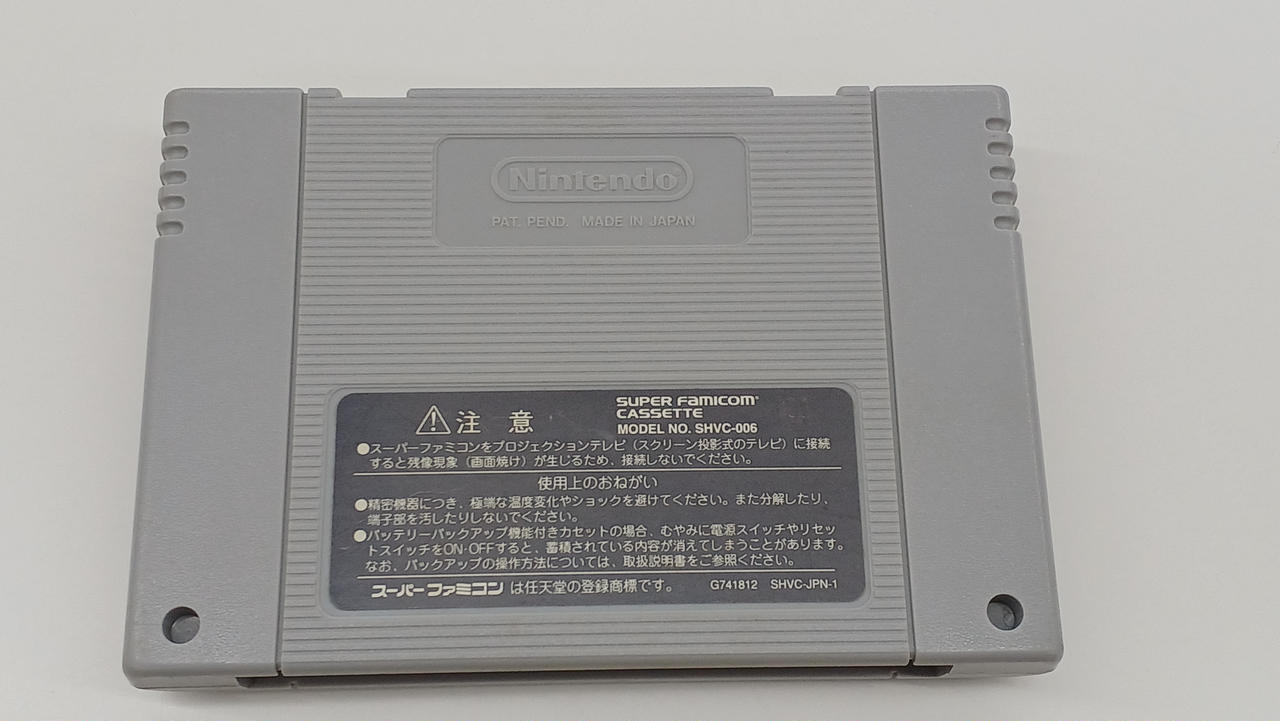 Nintendo
PAT. PEND. MADE IN JAPAN
⚠注 意
SUPER FAMICOM®
CASSETTE
MODEL NO. SHVC-006
●スーパーファミコンをプロジェクションテレビ(スクリーン投影式のテレビ)に接続
すると残像現象(画面焼け)が生じるため、接続しないでください。
使用上のおねがい
●精密機器につき、極端な温度変化やショックを避けてください。また分解したり、
端子部を汚したりしないでください。
●バッテリーバックアップ機能付きカセットの場合、むやみに電源スイッチやリセッ
トスイッチをON・OFFすると、蓄積されている内容が消えてしまうことがあります。
なお、バックアップの操作方法については、取扱説明書をご参照ください。
スーパーファミコンは任天堂の登録商標です。 G741812 SHVC-JPN-1